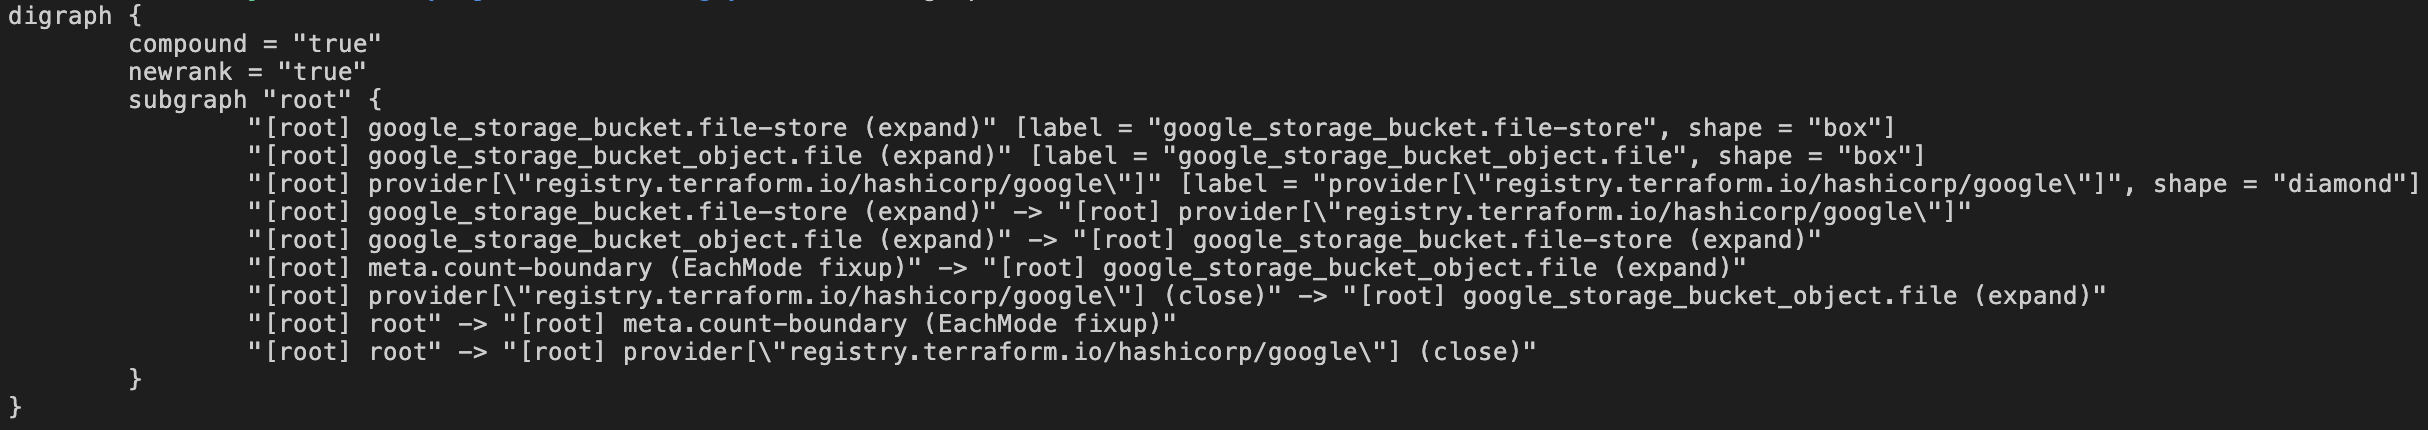 digraph {
compound = "true"
newrank = "true"
subgraph "root" {
"[root] google_storage_bucket.file-store (expand)" [label = "google_storage_bucket.file-store", shape = "box"]
"[root] google_storage_bucket_object.file (expand)" [label = "google_storage_bucket_object.file", shape = "box"]
"[root] provider[\"registry.terraform.io/hashicorp/google\"]" [label = "provider[\"registry.terraform.io/hashicorp/google\"]", shape = "diamond"]
"[root] google_storage_bucket.file-store (expand)" -> "[root] provider[\"registry.terraform.io/hashicorp/google\"]"
"[root] google_storage_bucket_object.file (expand)" -> "[root] google_storage_bucket.file-store (expand)"
"[root] meta.count-boundary (EachMode fixup)" -> "[root] google_storage_bucket_object.file (expand)"
"[root] provider[\"registry.terraform.io/hashicorp/google\"] (close)" -> "[root] google_storage_bucket_object.file (expand)"
"[root] root" -> "[root] meta.count-boundary (EachMode fixup)"
"[root] root" -> "[root] provider[\"registry.terraform.io/hashicorp/google\"] (close)"
}
}